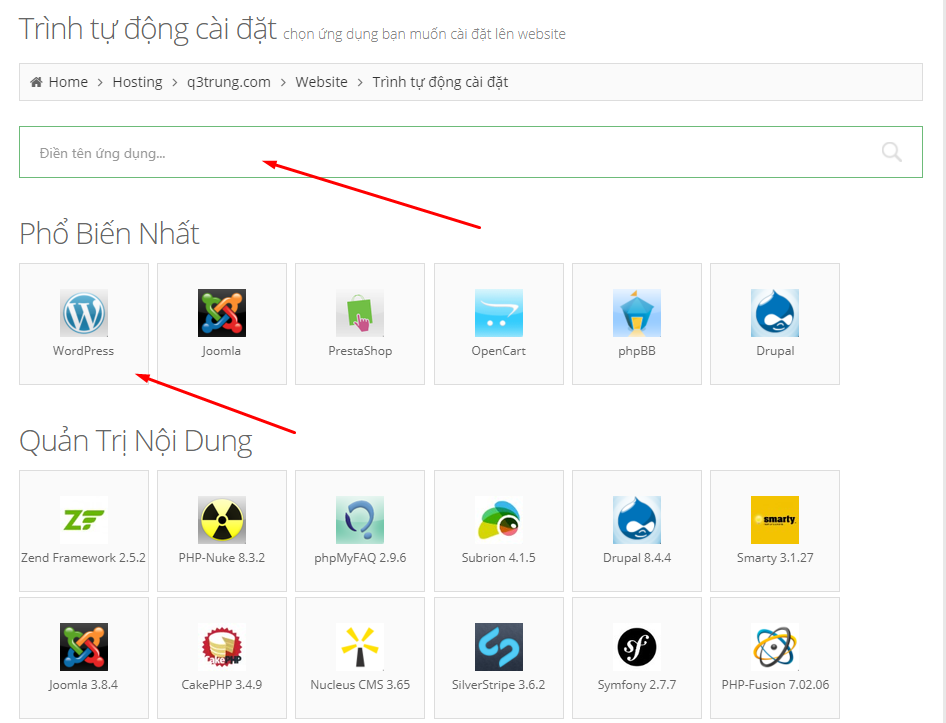 Trình tự động cài đặt chọn ứng dụng bạn muốn cài đặt lên website
Home > Hosting > q3trung.com > Website > Trình tự động cài đặt
Điền tên ứng dụng...
Phổ Biến Nhất
WordPress Joomla PrestaShop OpenCart phpBB Drupal
Quản Trị Nội Dung
smarty
Zend Framework 2.5.2 PHP-Nuke 8.3.2 phpMyFAQ 2.9.6 Subrion 4.1.5 Drupal 8.4.4 Smarty 3.1.27
cakePHP
Joomla 3.8.4 CakePHP 3.4.9 Nucleus CMS 3.65 SilverStripe 3.6.2 Symfony 2.7.7 PHP-Fusion 7.02.06